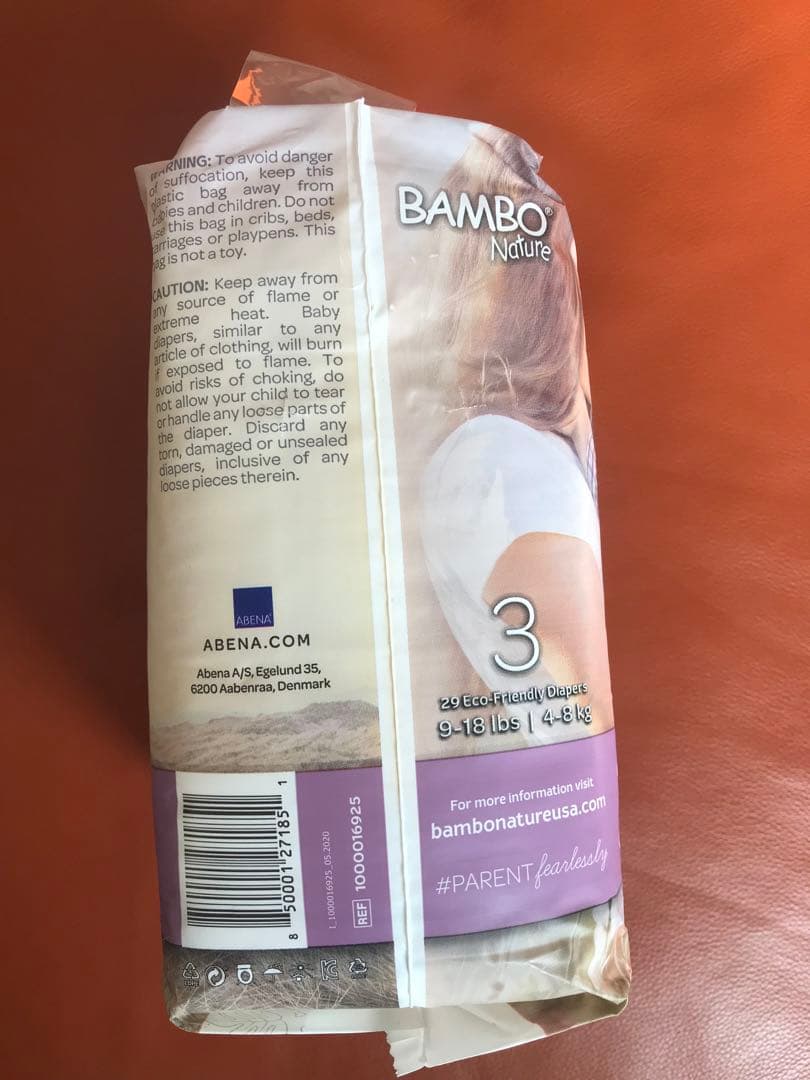 WARNING: To avoid danger
of suffocation, keep this
plastic bag away from
babies and children. Do not
use this bag in cribs, beds,
carriages or playpens. This
bag is not a toy.
CAUTION: Keep away from
any source of flame or
extreme heat. Baby
diapers, similar to any
article of clothing, will burn
if exposed to flame. To
avoid risks of choking, do
not allow your child to tear
or handle any loose parts of
the diaper. Discard any
torn, damaged or unsealed
diapers, inclusive of any
loose pieces therein.
ABENA
ABENA.COM
Abena A/S, Egelund 35,
6200 Aabenraa, Denmark
8 50001 27185 1
1_1000016925_05.2020
REF 1000016925
BAMBO®
Nature
3
29 Eco-Friendly Diapers
9-18 lbs | 4-8 kg
For more information visit
bambonatureusa.com
#PARENT fearlessly